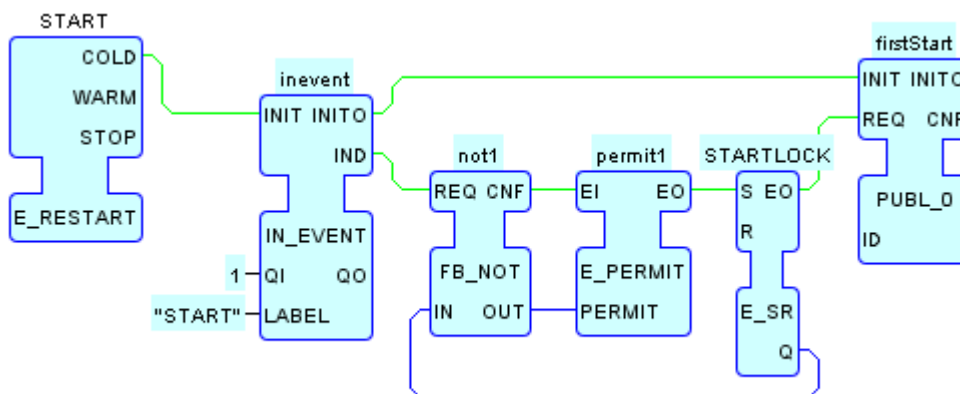 START
COLD
WARM
STOP
E_RESTART
inevent
INIT INITO
IND
IN_EVENT
1
QI QO
"START"
LABEL
not1
REQ CNF
FB_NOT
IN OUT
permit1
EI EO
E_PERMIT
PERMIT
STARTLOCK
S EO
R
E_SR
Q
firstStart
INIT INITO
REQ CNF
PUBL_0
ID